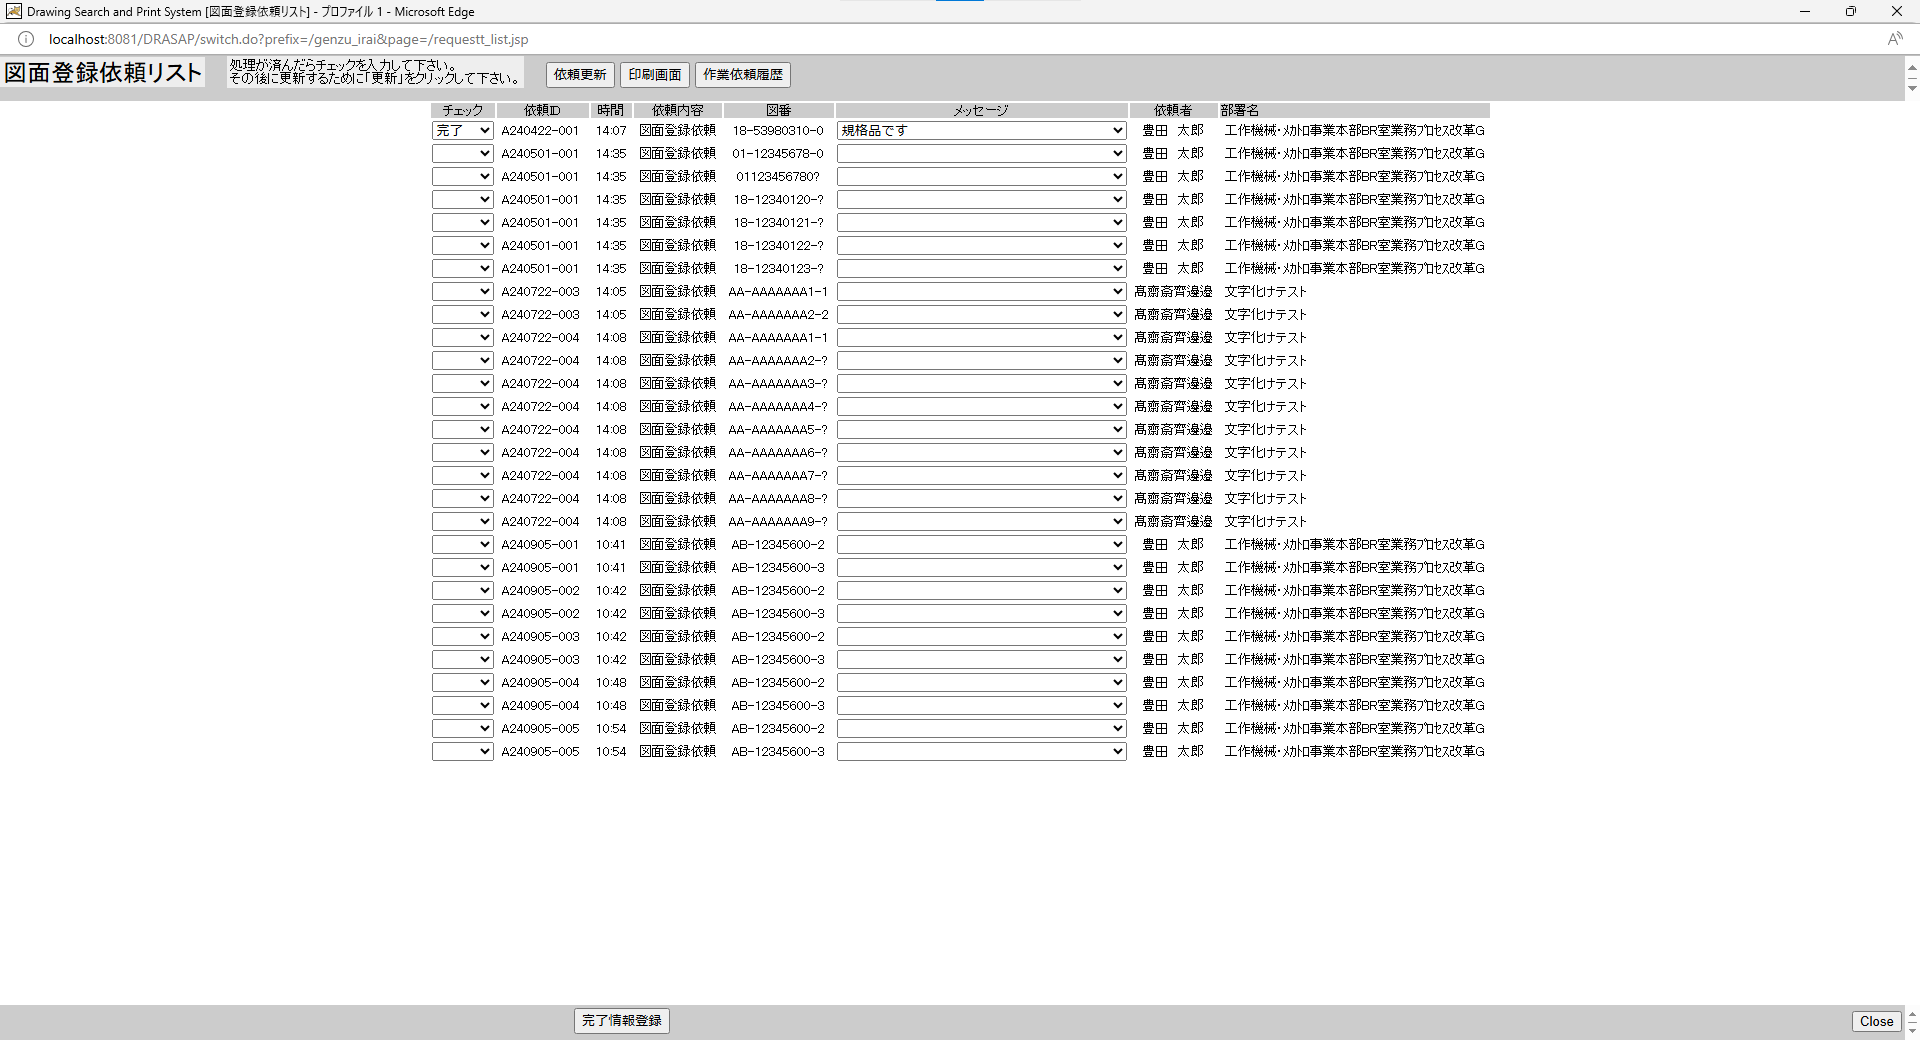 Drawing Search and Print System [図面登録依頼リスト] - プロファイル 1 - Microsoft Edge
localhost:8081/DRASAP/switch.do?prefix=/genzu_irai&page=/requestt_list.jsp
図面登録依頼リスト
処理が済んだらチェックを入力して下さい。
その後に更新するために「更新」をクリックして下さい。
依頼更新 印刷画面 作業依頼履歴
チェック 依頼ID 時間 依頼内容 図番 メッセージ 依頼者 部署名
完了 A240422-001 14:07 図面登録依頼 18-53980310-0 規格品です 豊田 太郎 工作機械・ﾒｶﾄﾛ事業本部BR室業務ﾌﾟﾛｾｽ改革G
A240501-001 14:35 図面登録依頼 01-12345678-0 豊田 太郎 工作機械・ﾒｶﾄﾛ事業本部BR室業務ﾌﾟﾛｾｽ改革G
A240501-001 14:35 図面登録依頼 01123456780? 豊田 太郎 工作機械・ﾒｶﾄﾛ事業本部BR室業務ﾌﾟﾛｾｽ改革G
A240501-001 14:35 図面登録依頼 18-12340120-? 豊田 太郎 工作機械・ﾒｶﾄﾛ事業本部BR室業務ﾌﾟﾛｾｽ改革G
A240501-001 14:35 図面登録依頼 18-12340121-? 豊田 太郎 工作機械・ﾒｶﾄﾛ事業本部BR室業務ﾌﾟﾛｾｽ改革G
A240501-001 14:35 図面登録依頼 18-12340122-? 豊田 太郎 工作機械・ﾒｶﾄﾛ事業本部BR室業務ﾌﾟﾛｾｽ改革G
A240501-001 14:35 図面登録依頼 18-12340123-? 豊田 太郎 工作機械・ﾒｶﾄﾛ事業本部BR室業務ﾌﾟﾛｾｽ改革G
A240722-003 14:05 図面登録依頼 AA-AAAAAAA1-1 髙齋斎齊邉邊 文字化けテスト
A240722-003 14:05 図面登録依頼 AA-AAAAAAA2-2 髙齋斎齊邉邊 文字化けテスト
A240722-004 14:08 図面登録依頼 AA-AAAAAAA1-1 髙齋斎齊邉邊 文字化けテスト
A240722-004 14:08 図面登録依頼 AA-AAAAAAA2-? 髙齋斎齊邉邊 文字化けテスト
A240722-004 14:08 図面登録依頼 AA-AAAAAAA3-? 髙齋斎齊邉邊 文字化けテスト
A240722-004 14:08 図面登録依頼 AA-AAAAAAA4-? 髙齋斎齊邉邊 文字化けテスト
A240722-004 14:08 図面登録依頼 AA-AAAAAAA5-? 髙齋斎齊邉邊 文字化けテスト
A240722-004 14:08 図面登録依頼 AA-AAAAAAA6-? 髙齋斎齊邉邊 文字化けテスト
A240722-004 14:08 図面登録依頼 AA-AAAAAAA7-? 髙齋斎齊邉邊 文字化けテスト
A240722-004 14:08 図面登録依頼 AA-AAAAAAA8-? 髙齋斎齊邉邊 文字化けテスト
A240722-004 14:08 図面登録依頼 AA-AAAAAAA9-? 髙齋斎齊邉邊 文字化けテスト
A240905-001 10:41 図面登録依頼 AB-12345600-2 豊田 太郎 工作機械・ﾒｶﾄﾛ事業本部BR室業務ﾌﾟﾛｾｽ改革G
A240905-001 10:41 図面登録依頼 AB-12345600-3 豊田 太郎 工作機械・ﾒｶﾄﾛ事業本部BR室業務ﾌﾟﾛｾｽ改革G
A240905-002 10:42 図面登録依頼 AB-12345600-2 豊田 太郎 工作機械・ﾒｶﾄﾛ事業本部BR室業務ﾌﾟﾛｾｽ改革G
A240905-002 10:42 図面登録依頼 AB-12345600-3 豊田 太郎 工作機械・ﾒｶﾄﾛ事業本部BR室業務ﾌﾟﾛｾｽ改革G
A240905-003 10:42 図面登録依頼 AB-12345600-2 豊田 太郎 工作機械・ﾒｶﾄﾛ事業本部BR室業務ﾌﾟﾛｾｽ改革G
A240905-003 10:42 図面登録依頼 AB-12345600-3 豊田 太郎 工作機械・ﾒｶﾄﾛ事業本部BR室業務ﾌﾟﾛｾｽ改革G
A240905-004 10:48 図面登録依頼 AB-12345600-2 豊田 太郎 工作機械・ﾒｶﾄﾛ事業本部BR室業務ﾌﾟﾛｾｽ改革G
A240905-004 10:48 図面登録依頼 AB-12345600-3 豊田 太郎 工作機械・ﾒｶﾄﾛ事業本部BR室業務ﾌﾟﾛｾｽ改革G
A240905-005 10:54 図面登録依頼 AB-12345600-2 豊田 太郎 工作機械・ﾒｶﾄﾛ事業本部BR室業務ﾌﾟﾛｾｽ改革G
A240905-005 10:54 図面登録依頼 AB-12345600-3 豊田 太郎 工作機械・ﾒｶﾄﾛ事業本部BR室業務ﾌﾟﾛｾｽ改革G
完了情報登録 Close